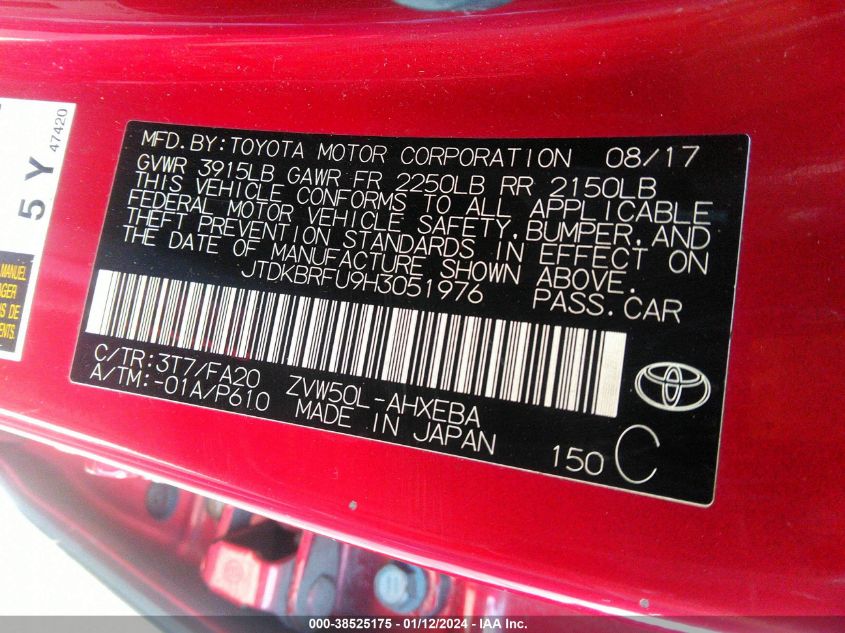 5 Y
47420
MANUEL
MFD. BY: TOYOTA MOTOR CORPORATION 08/17
GVWR 3915LB GAWR FR 2250LB RR 2150LB
THIS VEHICLE CONFORMS TO ALL APPLICABLE
FEDERAL MOTOR VEHICLE SAFETY, BUMPER, AND
THEFT PREVENTION STANDARDS IN EFFECT ON
THE DATE OF MANUFACTURE SHOWN ABOVE.
JTDKBRFU9H3051976 PASS. CAR
C/TR: 3T7/FA20 ZVW50L-AHXEBA
A/TM: -01A/P610 MADE IN JAPAN
150 C
000-38525175 - 01/12/2024 - IAA Inc.